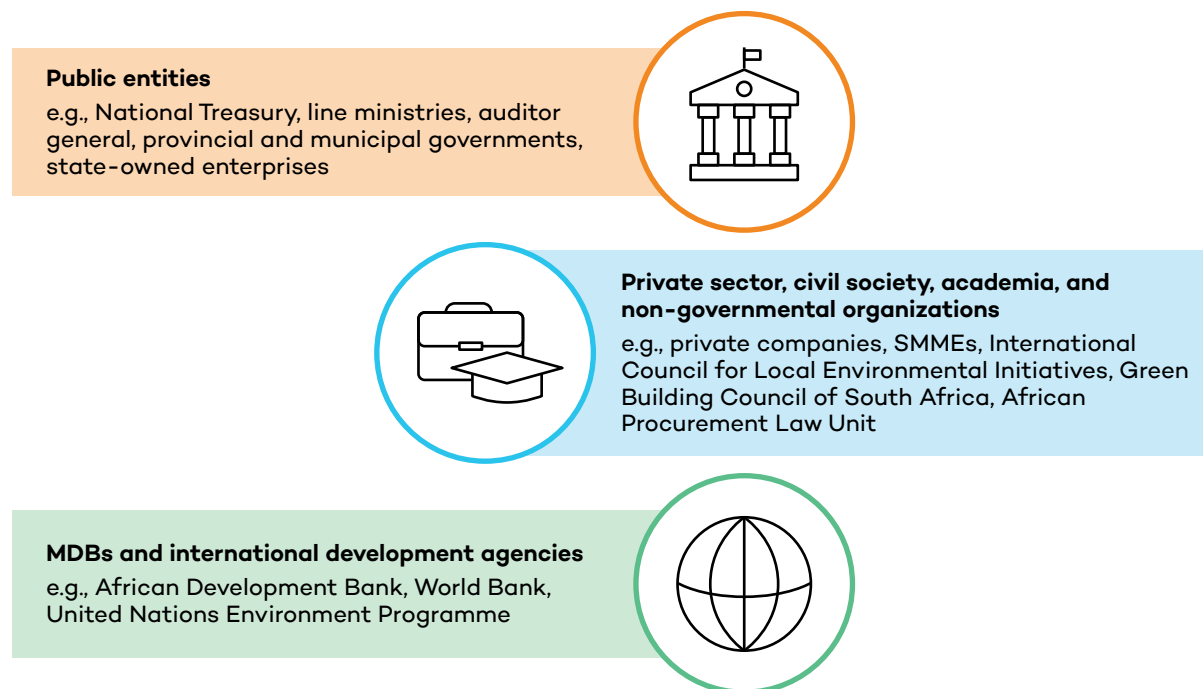 Public entities
e.g., National Treasury, line ministries, auditor
general, provincial and municipal governments,
state-owned enterprises
Private sector, civil society, academia, and
non-governmental organizations
e.g., private companies, SMMEs, International
Council for Local Environmental Initiatives, Green
Building Council of South Africa, African
Procurement Law Unit
MDBs and international development agencies
e.g., African Development Bank, World Bank,
United Nations Environment Programme